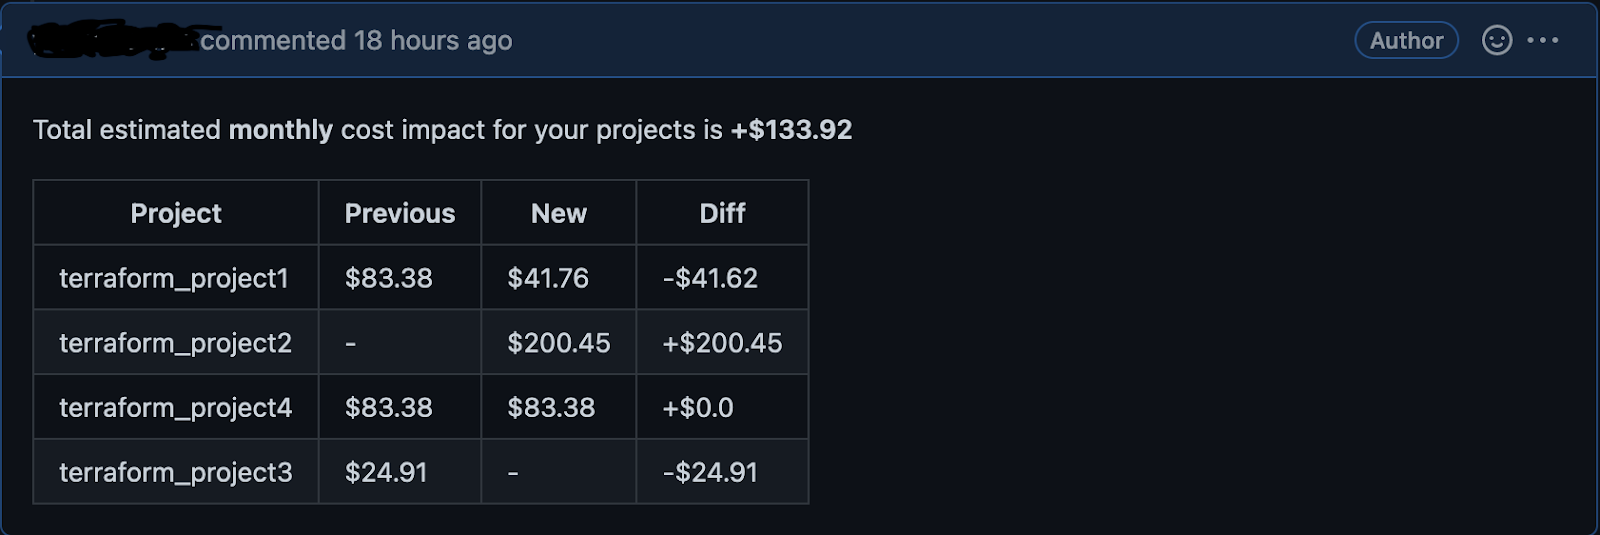 commented 18 hours ago Author
Total estimated monthly cost impact for your projects is +$133.92
Project Previous New Diff
terraform_project1 $83.38 $41.76 -$41.62
terraform_project2 - $200.45 +$200.45
terraform_project4 $83.38 $83.38 +$0.0
terraform_project3 $24.91 - -$24.91